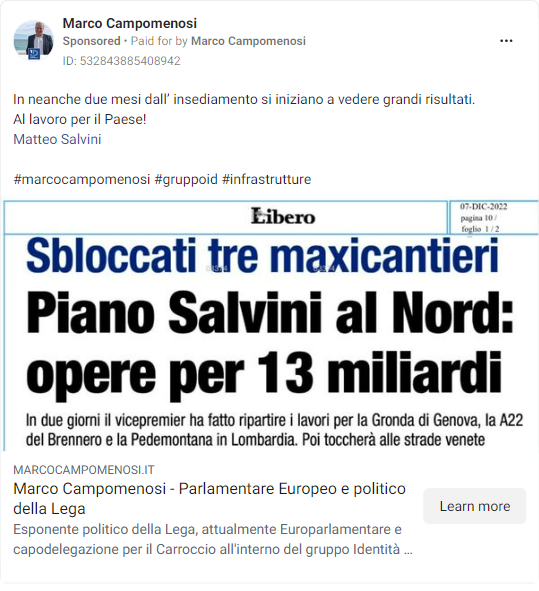 Marco Campomenosi
Sponsored • Paid for by Marco Campomenosi
ID: 532843885408942
In neanche due mesi dall' insediamento si iniziano a vedere grandi risultati.
Al lavoro per il Paese!
Matteo Salvini
#marcocampomenosi #gruppoid #infrastrutture
Libero
07-DIC-2022
pagina 10 /
foglio 1 / 2
Sbloccati tre maxicantieri
Piano Salvini al Nord:
opere per 13 miliardi
In due giorni il vicepremier ha fatto ripartire i lavori per la Gronda di Genova, la A22
del Brennero e la Pedemontana in Lombardia. Poi toccherà alle strade venete
MARCOCAMPOMENOSI.IT
Marco Campomenosi - Parlamentare Europeo e politico
della Lega
Learn more
Esponente politico della Lega, attualmente Europarlamentare e
capodelegazione per il Carroccio all'interno del gruppo Identità ...